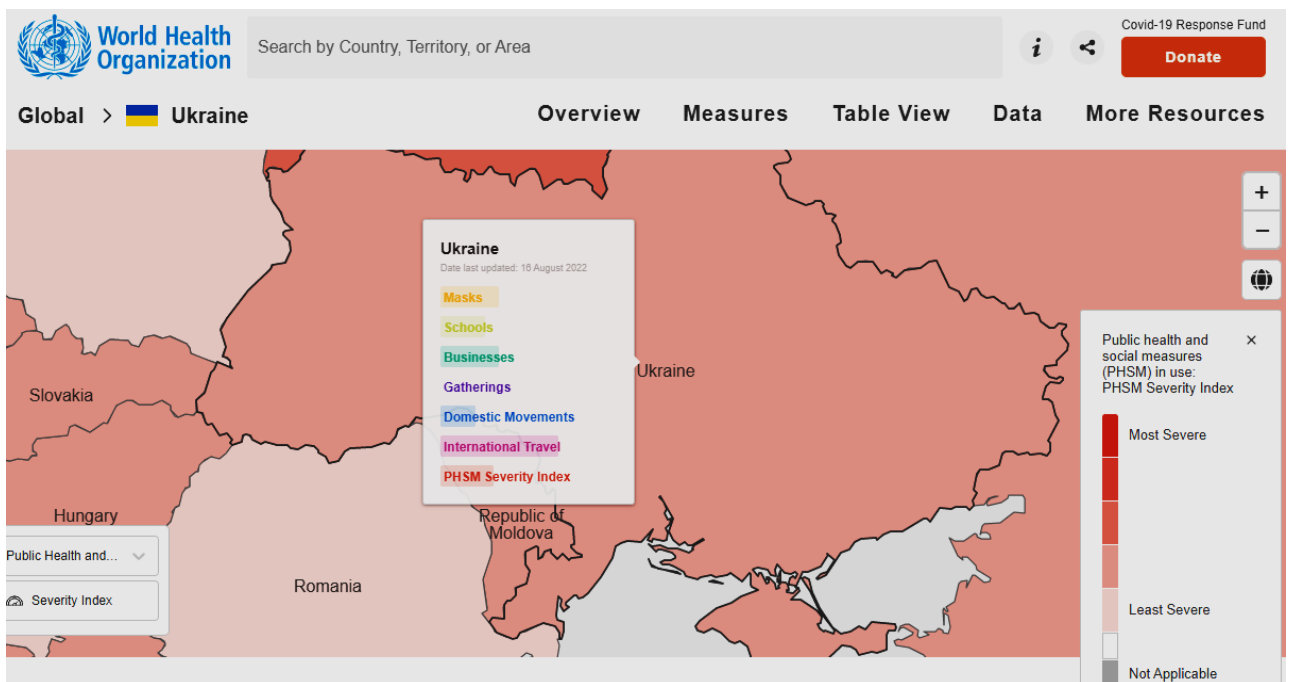 World Health
Organization
Search by Country, Territory, or Area
i
Covid-19 Response Fund
Donate
Global > Ukraine
Overview
Measures
Table View
Data
More Resources
+
−
Ukraine
Date last updated: 16 August 2022
Masks
Schools
Businesses
Gatherings
Domestic Movements
International Travel
PHSM Severity Index
Ukraine
Slovakia
Hungary
Republic of
Moldova
Romania
Public Health and...
Severity Index
Public health and
social measures
(PHSM) in use:
PHSM Severity Index
×
Most Severe
Least Severe
Not Applicable